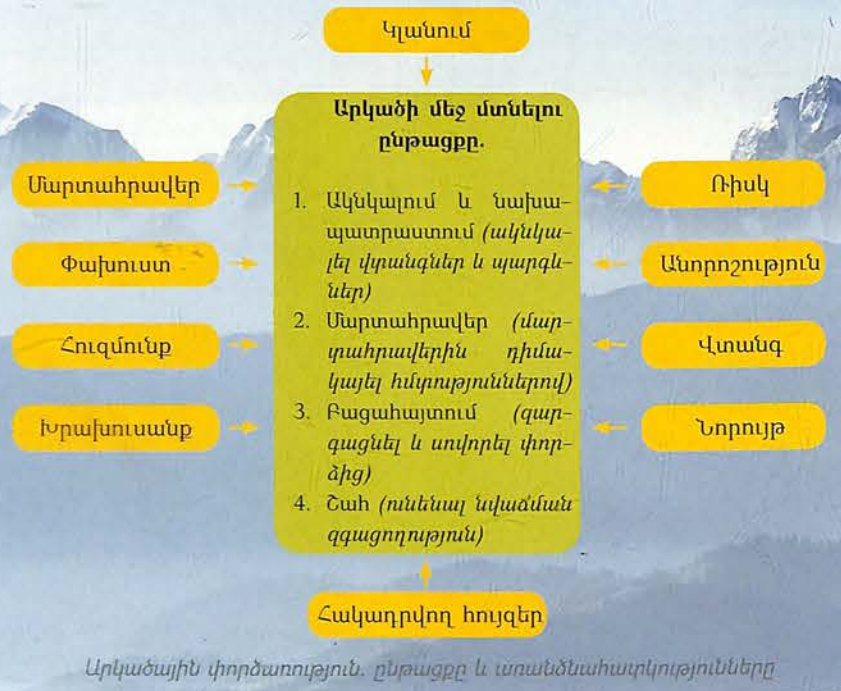 Կլանում
Արկածի մեջ մտնելու
ընթացքը.
Մարտահրավեր
Փախուստ
Հուզմունք
Խրախուսանք
1. Ակնկալում և նախա-
պատրաստում (ակնկա-
լել վտանգներ և պարգև-
ներ)
2. Մարտահրավեր (մար-
տահրավերին դիմա-
կայել հմտություններով)
3. Բացահայտում (զար-
գացնել և սովորել փոր-
ձից)
4. Շահ (ունենալ նվաճման
զգացողություն)
Ռիսկ
Անորոշություն
Վտանգ
Նորույթ
Հակադրվող հույզեր
Արկածային փորձառություն. ընթացքը և առանձնահատկությունները